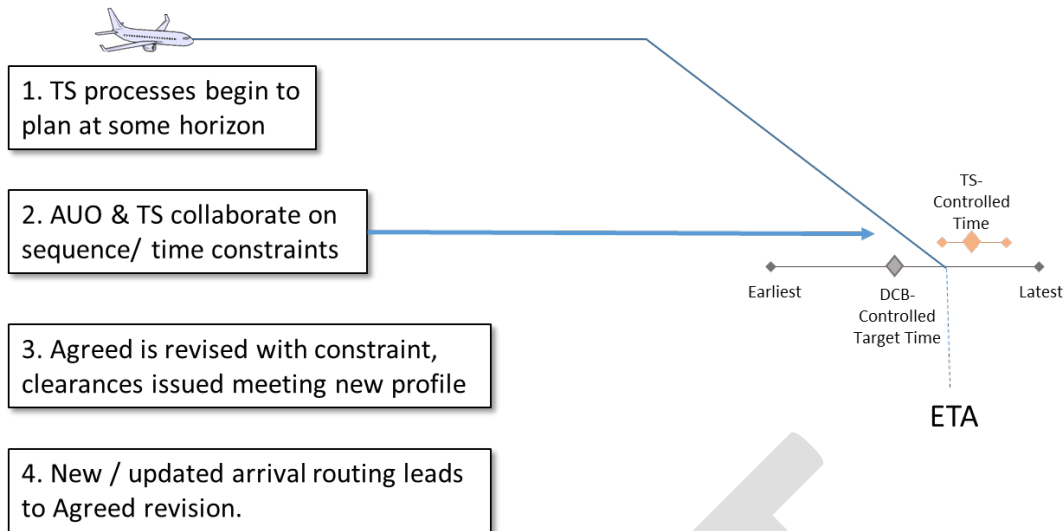 1. TS processes begin to
plan at some horizon
2. AUO & TS collaborate on
sequence/ time constraints
TS-
Controlled
Time
Earliest
DCB-
Controlled
Target Time
Latest
ETA
3. Agreed is revised with constraint,
clearances issued meeting new profile
4. New / updated arrival routing leads
to Agreed revision.